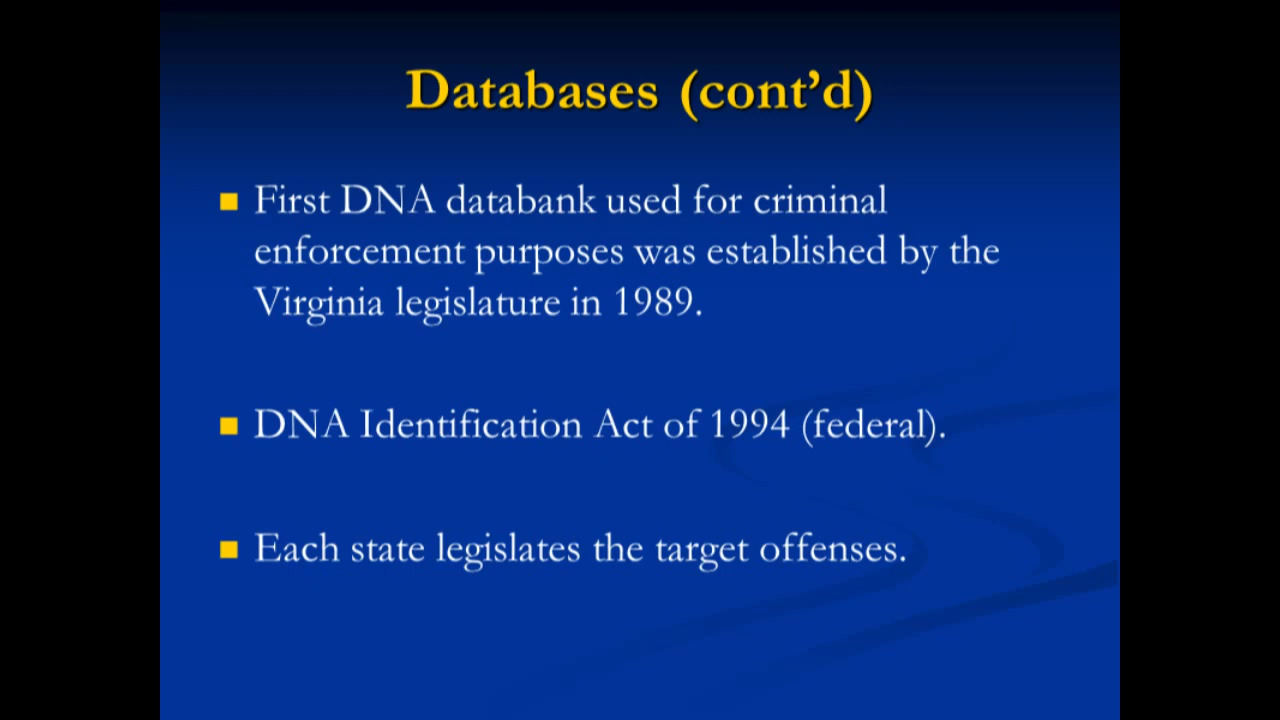 Databases (cont’d)
First DNA databank used for criminal
enforcement purposes was established by the
Virginia legislature in 1989.
DNA Identification Act of 1994 (federal).
Each state legislates the target offenses.